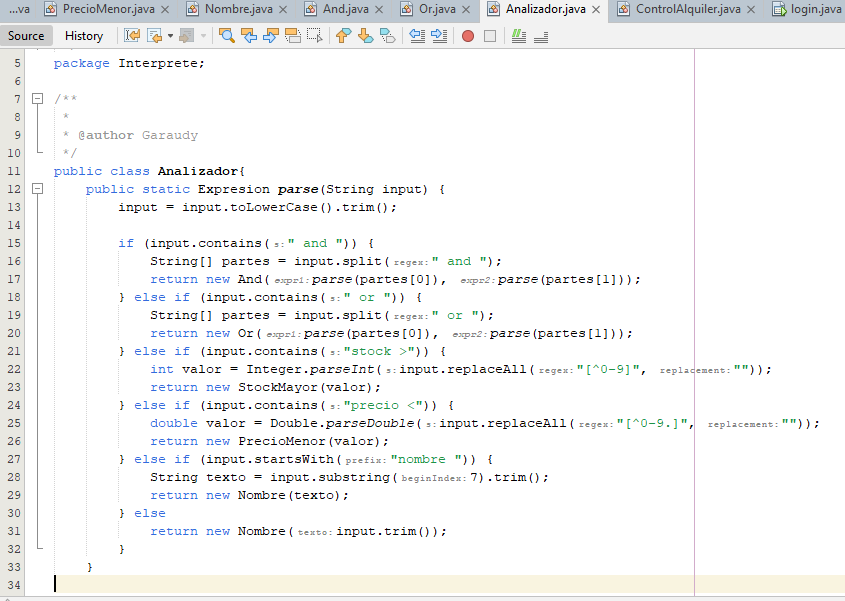 ...va PrecioMenor.java Nombre.java And.java Or.java Analizador.java ControlAlquiler.java login.java
Source History
5 package Interprete;
6
7 /**
8 *
9 * @author Garaudy
10 */
11 public class Analizador{
12 public static Expresion parse(String input) {
13 input = input.toLowerCase().trim();
14
15 if (input.contains(s:" and ")) {
16 String[] partes = input.split(regex:" and ");
17 return new And(expr1:parse(partes[0]), expr2:parse(partes[1]));
18 } else if (input.contains(s:" or ")) {
19 String[] partes = input.split(regex:" or ");
20 return new Or(expr1:parse(partes[0]), expr2:parse(partes[1]));
21 } else if (input.contains(s:"stock >")) {
22 int valor = Integer.parseInt(s:input.replaceAll(regex:"[^0-9]", replacement:""));
23 return new StockMayor(valor);
24 } else if (input.contains(s:"precio <")) {
25 double valor = Double.parseDouble(s:input.replaceAll(regex:"[^0-9.]", replacement:""));
26 return new PrecioMenor(valor);
27 } else if (input.startsWith(prefix:"nombre ")) {
28 String texto = input.substring(beginIndex:7).trim();
29 return new Nombre(texto);
30 } else
31 return new Nombre(texto:input.trim());
32 }
33 }
34